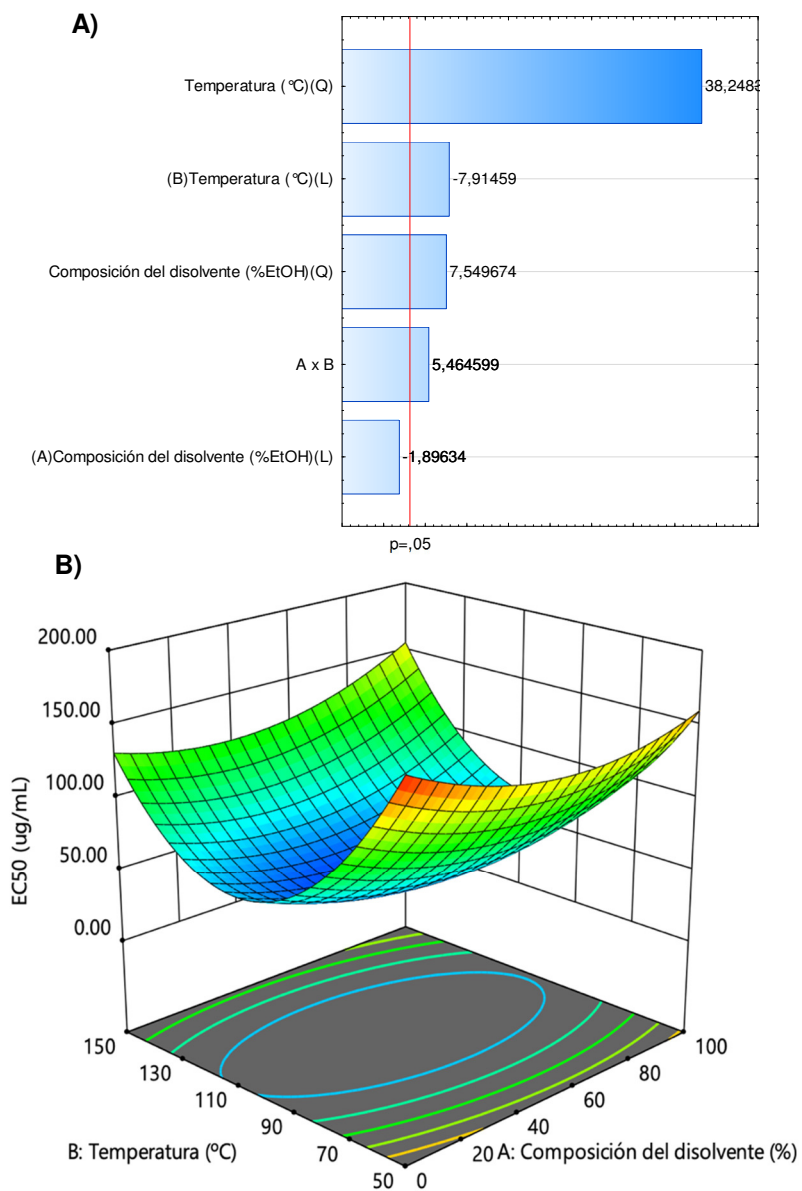 A)
Temperatura (°C)(Q)
38,2483
(B)Temperatura (°C)(L)
-7,91459
Composición del disolvente (%EtOH)(Q)
7,549674
A x B
5,464599
(A)Composición del disolvente (%EtOH)(L)
-1,89634
p=,05
B)
200.00
150.00
100.00
50.00
0.00
EC50 (ug/mL)
150
130
110
90
70
50
B: Temperatura (ºC)
0
20
40
60
80
100
A: Composición del disolvente (%)